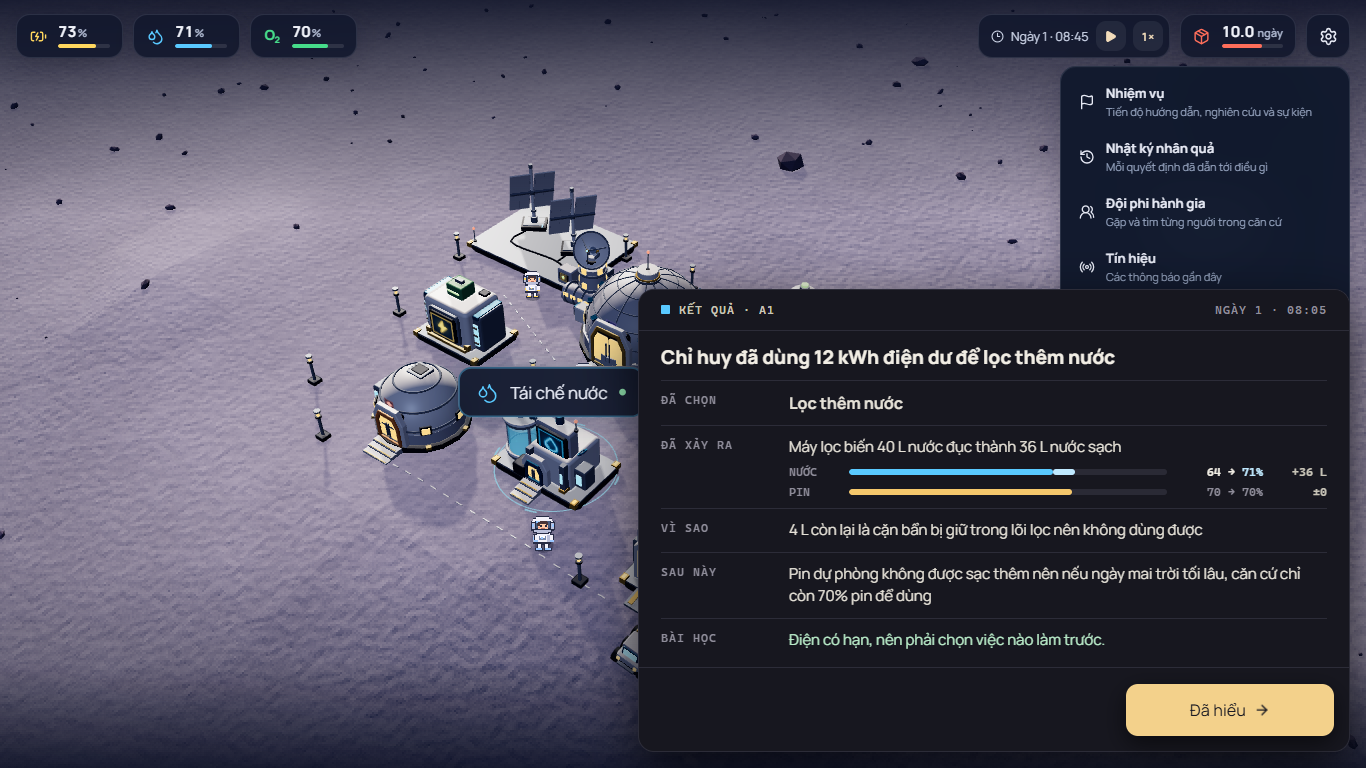 73%
71%
O₂ 70%
Ngày 1 · 08:45
1×
10.0 ngày
Nhiệm vụ
Tiến độ hướng dẫn, nghiên cứu và sự kiện
Nhật ký nhân quả
Mỗi quyết định đã dẫn tới điều gì
Đội phi hành gia
Gặp và tìm từng người trong căn cứ
Tín hiệu
Các thông báo gần đây
Tái chế nước
KẾT QUẢ · A1
NGÀY 1 · 08:05
Chỉ huy đã dùng 12 kWh điện dư để lọc thêm nước
ĐÃ CHỌN
Lọc thêm nước
ĐÃ XẢY RA
Máy lọc biến 40 L nước đục thành 36 L nước sạch
NƯỚC 64 → 71% +36 L
PIN 70 → 70% ±0
VÌ SAO
4 L còn lại là cặn bẩn bị giữ trong lõi lọc nên không dùng được
SAU NÀY
Pin dự phòng không được sạc thêm nên nếu ngày mai trời tối lâu, căn cứ chỉ
còn 70% pin để dùng
BÀI HỌC
Điện có hạn, nên phải chọn việc nào làm trước.
Đã hiểu →